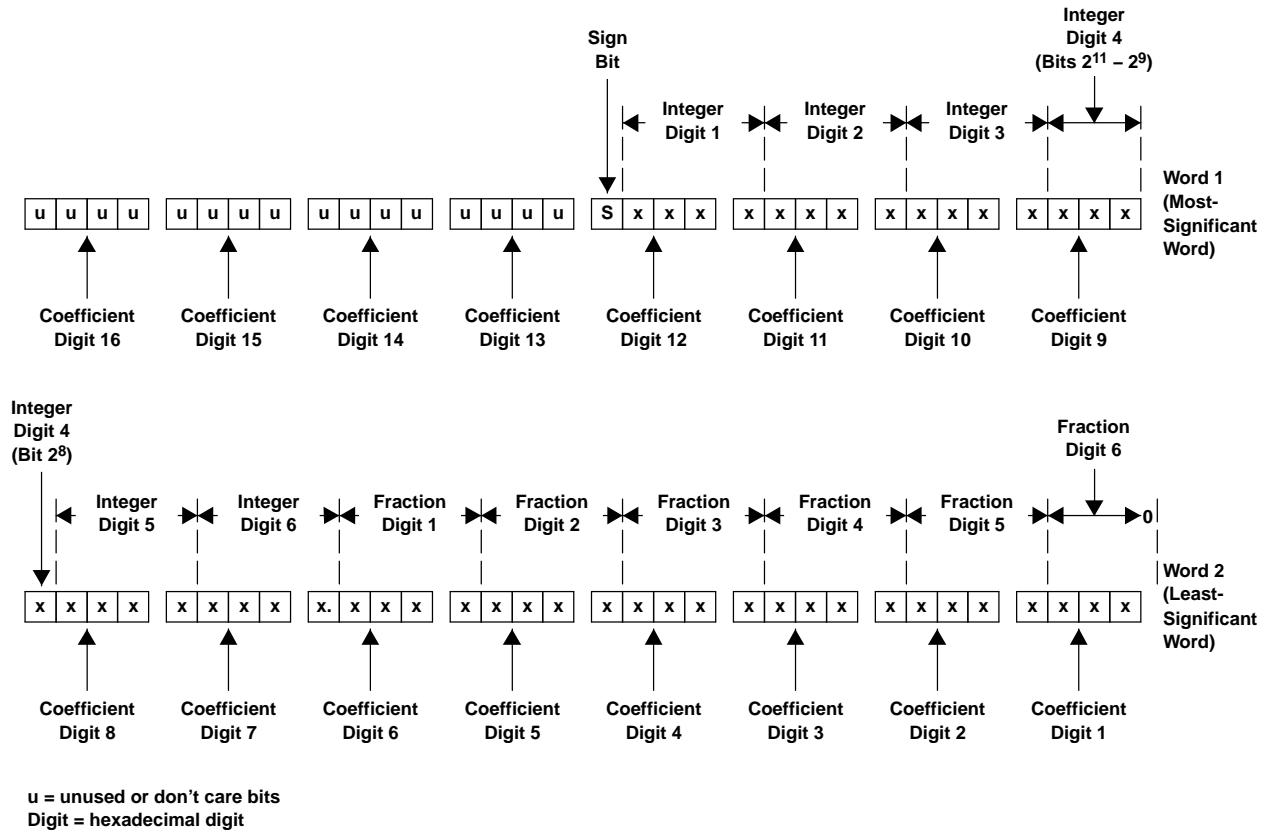 Integer
Digit 4
(Bits 2¹¹ – 2⁹)
Sign
Bit
Integer
Digit 1
Integer
Digit 2
Integer
Digit 3
Word 1
(Most-
Significant
Word)
u u u u u u u u u u u u u u u u S x x x x x x x x x x x x x x x
Coefficient
Digit 16
Coefficient
Digit 15
Coefficient
Digit 14
Coefficient
Digit 13
Coefficient
Digit 12
Coefficient
Digit 11
Coefficient
Digit 10
Coefficient
Digit 9
Integer
Digit 4
(Bit 2⁸)
Fraction
Digit 6
Integer
Digit 5
Integer
Digit 6
Fraction
Digit 1
Fraction
Digit 2
Fraction
Digit 3
Fraction
Digit 4
Fraction
Digit 5
0
Word 2
(Least-
Significant
Word)
x x x x x x x x x. x x x x x x x x x x x x x x x x x x x x x x x
Coefficient
Digit 8
Coefficient
Digit 7
Coefficient
Digit 6
Coefficient
Digit 5
Coefficient
Digit 4
Coefficient
Digit 3
Coefficient
Digit 2
Coefficient
Digit 1
u = unused or don’t care bits
Digit = hexadecimal digit